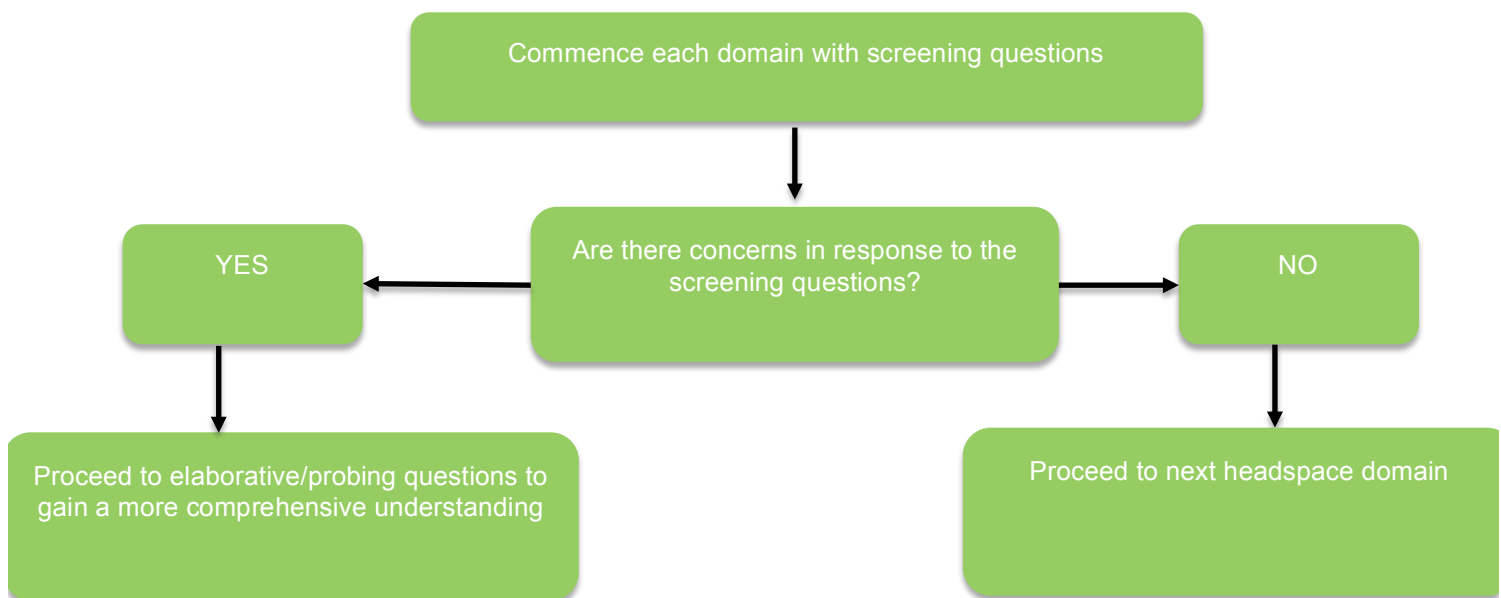 Commence each domain with screening questions
Are there concerns in response to the
screening questions?
YES
NO
Proceed to elaborative/probing questions to
gain a more comprehensive understanding
Proceed to next headspace domain